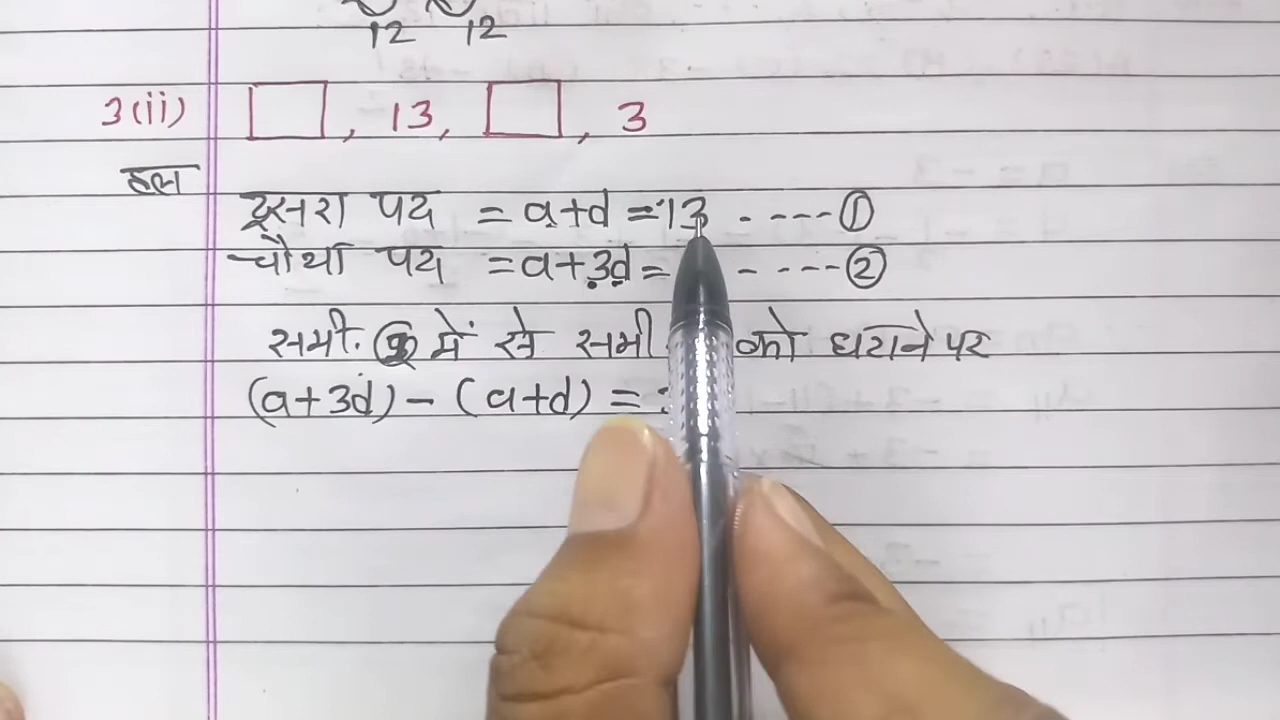 12 12
3(ii) , 13, , 3
हल
दूसरा पद = a+d = 13 - ---- ①
चौथा पद = a+3d = - ---- ②
समी. ② में से समी को घटाने पर
(a+3d) - (a+d) =